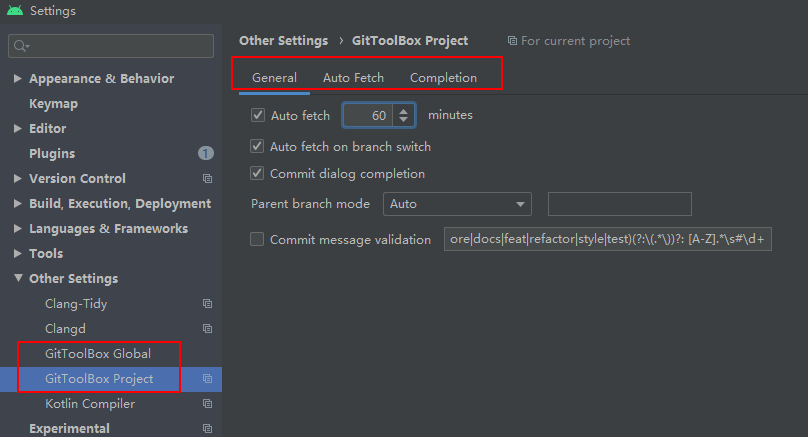 Settings
Appearance & Behavior
Keymap
Editor
Plugins 1
Version Control
Build, Execution, Deployment
Languages & Frameworks
Tools
Other Settings
Clang-Tidy
Clangd
GitToolBox Global
GitToolBox Project
Kotlin Compiler
Experimental
Other Settings › GitToolBox Project For current project
General Auto Fetch Completion
Auto fetch 60 minutes
Auto fetch on branch switch
Commit dialog completion
Parent branch mode Auto
Commit message validation ore|docs|feat|refactor|style|test)(?:\(.*\))?: [A-Z].*\s#\d+